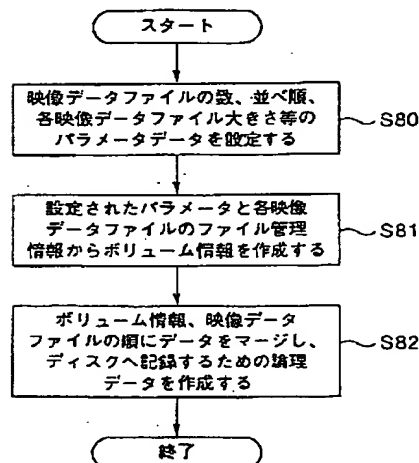 スタート
映像データファイルの数、並べ順、
各映像データファイル大きさ等の
パラメータデータを設定する
S80
設定されたパラメータと各映像
データファイルのファイル管理
情報からボリューム情報を作成する
S81
ボリューム情報、映像データ
ファイルの順にデータをマージし、
ディスクへ記録するための論理
データを作成する
S82
終了